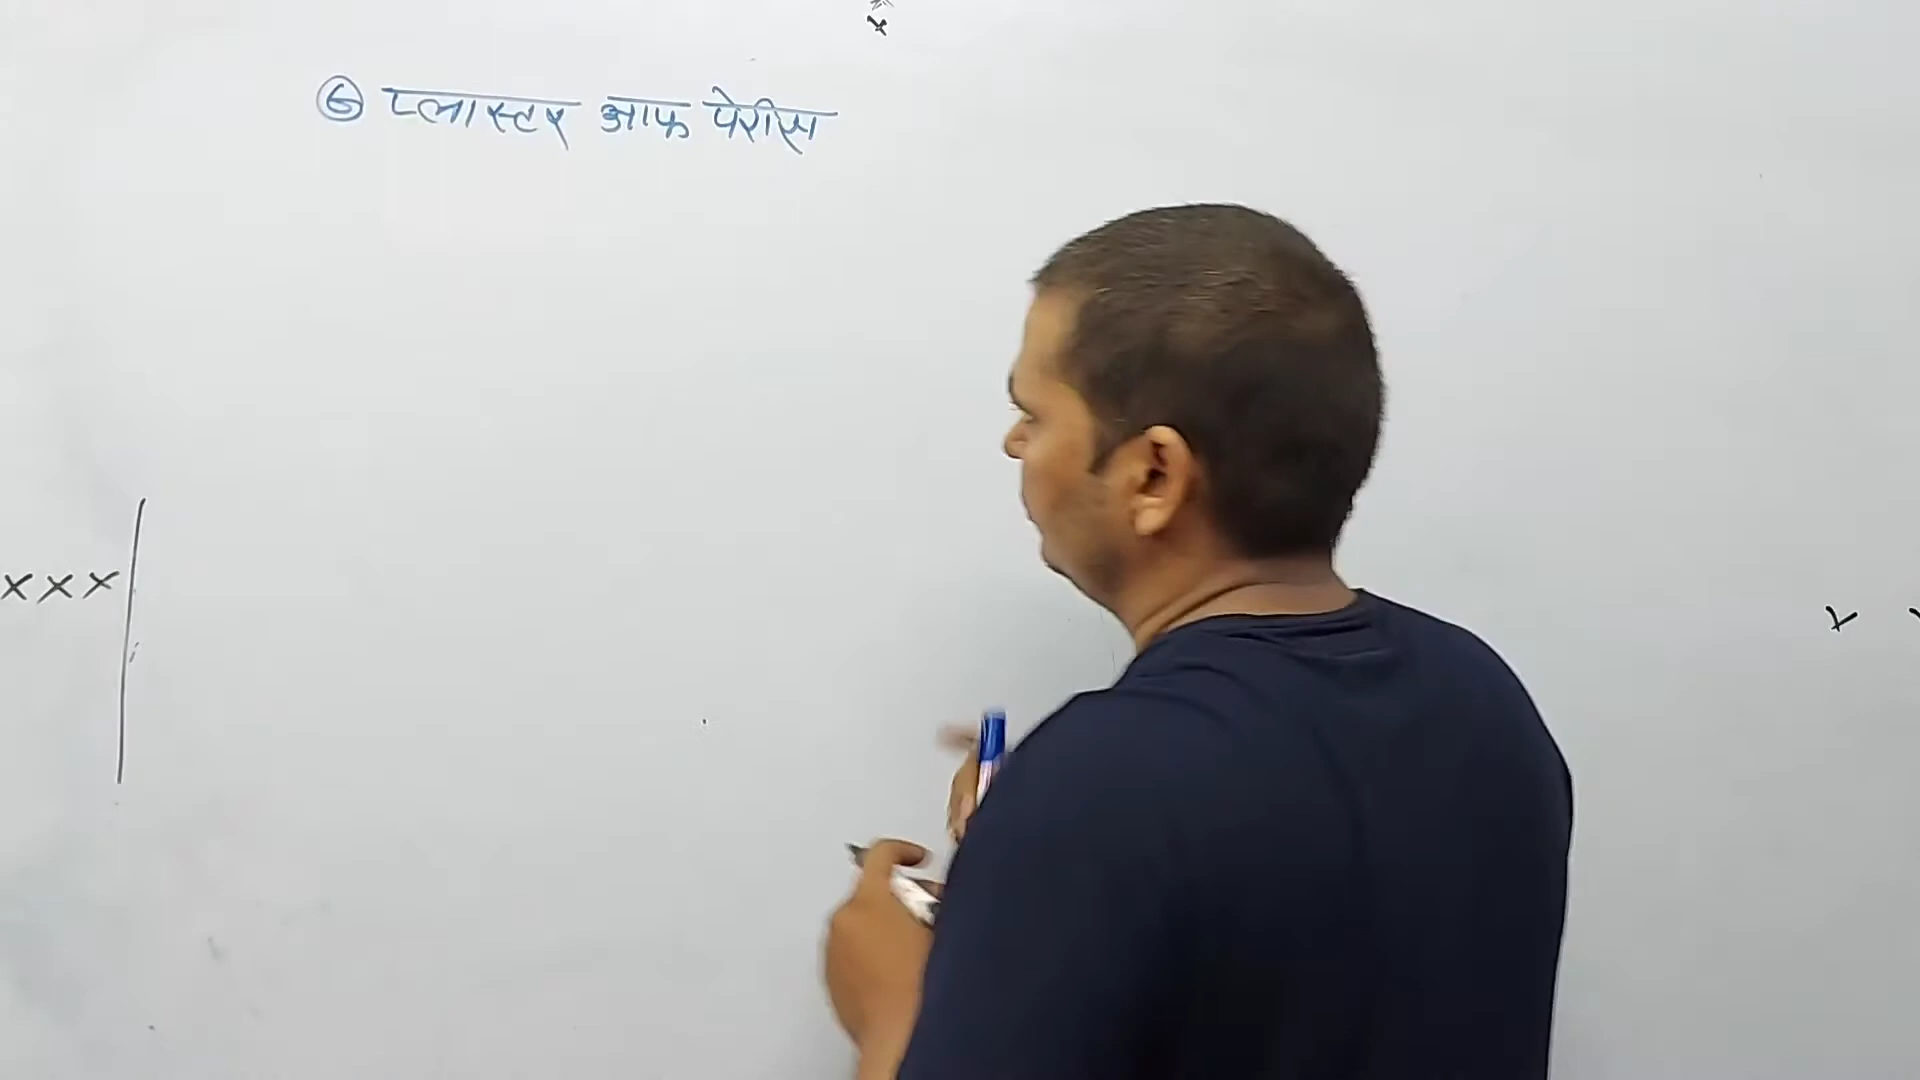 ⑥ प्लास्टर आफ पेरीस
x x x